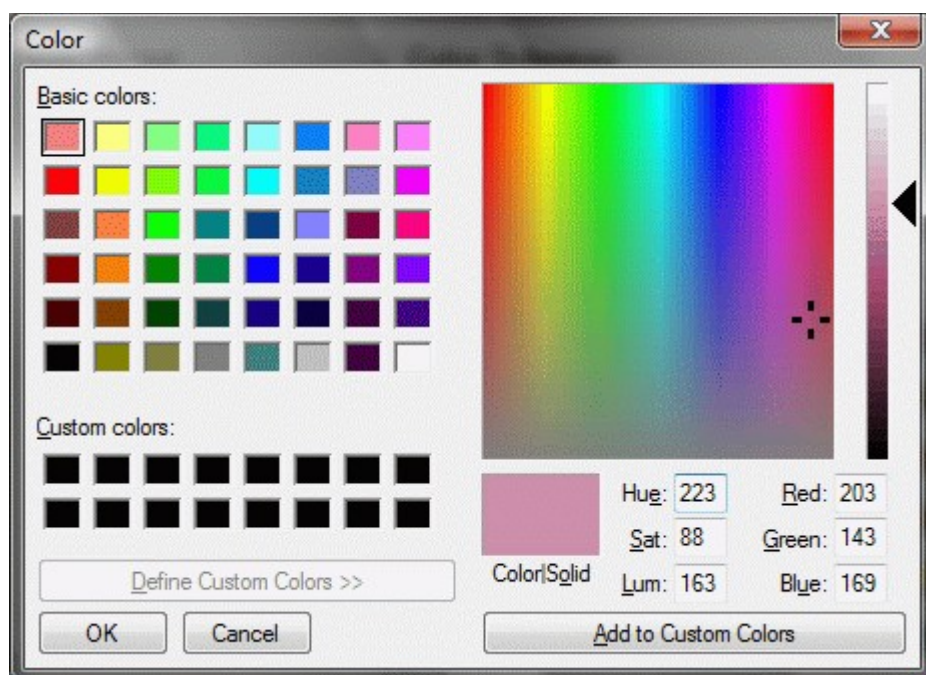 Color
Basic colors:
Custom colors:
Define Custom Colors >>
OK Cancel
Color|Solid
Hue: 223 Red: 203
Sat: 88 Green: 143
Lum: 163 Blue: 169
Add to Custom Colors